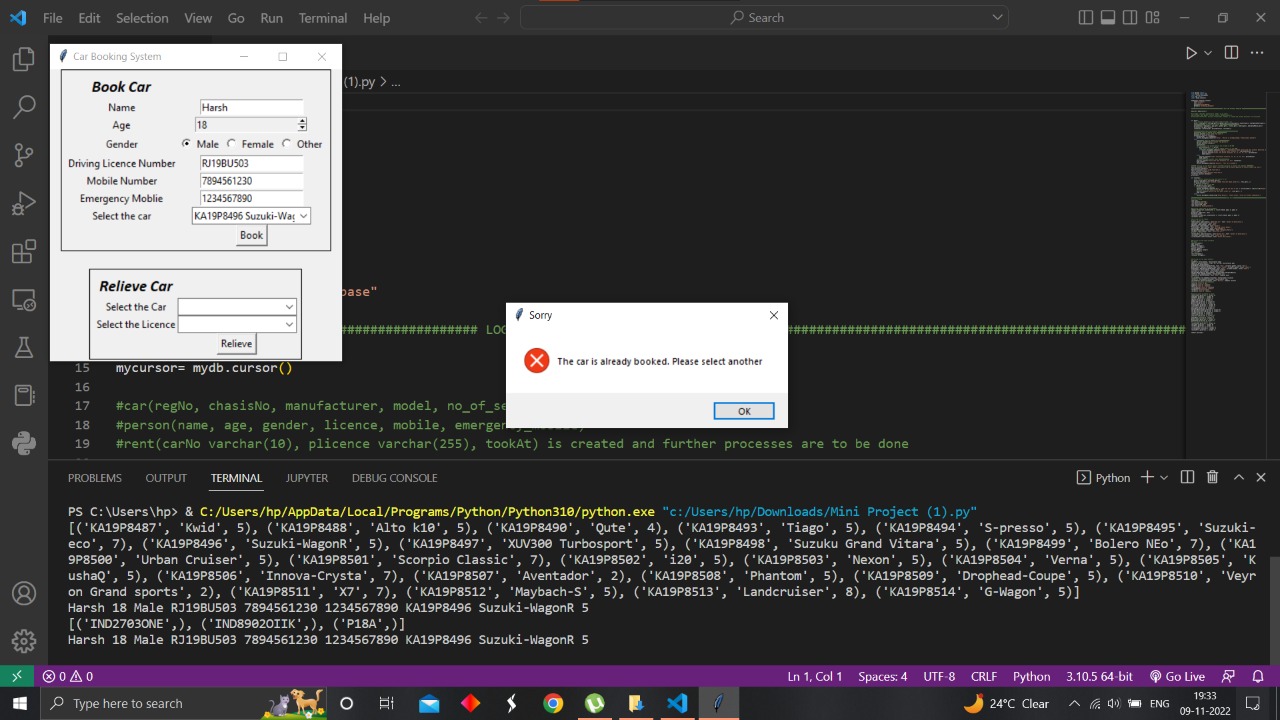 File Edit Selection View Go Run Terminal Help Search
Car Booking System
Book Car
Name Harsh
Age 18
Gender Male Female Other
Driving Licence Number RJ19BU503
Mobile Number 7894561230
Emergency Moblie 1234567890
Select the car KA19P8496 Suzuki-Wag
Book
Relieve Car
Select the Car
Select the Licence
Relieve
(1).py > ...
base"
################# LOG
Sorry
The car is already booked. Please select another
OK
15 mycursor= mydb.cursor()
16
17 #car(regNo, chasisNo, manufacturer, model, no_of_se
18 #person(name, age, gender, licence, mobile, emergency_mobile)
19 #rent(carNo varchar(10), plicence varchar(255), tookAt) is created and further processes are to be done
PROBLEMS OUTPUT TERMINAL JUPYTER DEBUG CONSOLE Python
PS C:\Users\hp> & C:/Users/hp/AppData/Local/Programs/Python/Python310/python.exe "c:/Users/hp/Downloads/Mini Project (1).py"
[('KA19P8487', 'Kwid', 5), ('KA19P8488', 'Alto k10', 5), ('KA19P8490', 'Qute', 4), ('KA19P8493', 'Tiago', 5), ('KA19P8494', 'S-presso', 5), ('KA19P8495', 'Suzuki-
eco', 7), ('KA19P8496', 'Suzuki-WagonR', 5), ('KA19P8497', 'XUV300 Turbosport', 5), ('KA19P8498', 'Suzuku Grand Vitara', 5), ('KA19P8499', 'Bolero NEo', 7), ('KA1
9P8500', 'Urban Cruiser', 5), ('KA19P8501', 'Scorpio Classic', 7), ('KA19P8502', 'i20', 5), ('KA19P8503', 'Nexon', 5), ('KA19P8504', 'Verna', 5), ('KA19P8505', 'K
ushaQ', 5), ('KA19P8506', 'Innova-Crysta', 7), ('KA19P8507', 'Aventador', 2), ('KA19P8508', 'Phantom', 5), ('KA19P8509', 'Drophead-Coupe', 5), ('KA19P8510', 'Veyr
on Grand sports', 2), ('KA19P8511', 'X7', 7), ('KA19P8512', 'Maybach-S', 5), ('KA19P8513', 'Landcruiser', 8), ('KA19P8514', 'G-Wagon', 5)]
Harsh 18 Male RJ19BU503 7894561230 1234567890 KA19P8496 Suzuki-WagonR 5
[('IND2703ONE',), ('IND8902OIIK',), ('P18A',)]
Harsh 18 Male RJ19BU503 7894561230 1234567890 KA19P8496 Suzuki-WagonR 5
0 0 Ln 1, Col 1 Spaces: 4 UTF-8 CRLF Python 3.10.5 64-bit Go Live
Type here to search 24°C Clear ENG 19:33
09-11-2022